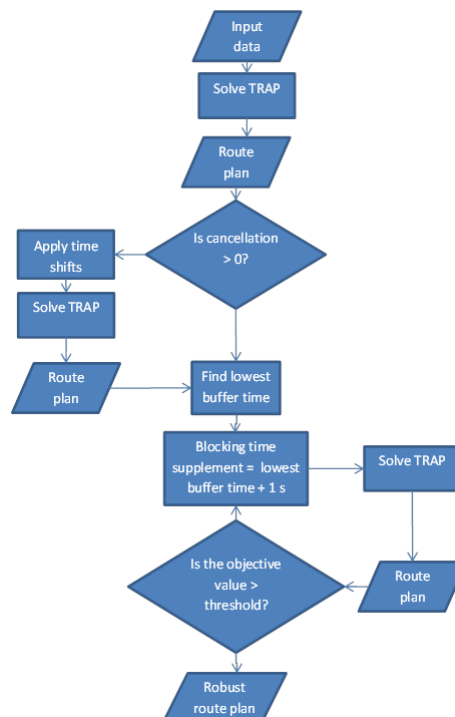 Input
data
Solve TRAP
Route
plan
Is cancellation
> 0?
Apply time
shifts
Solve TRAP
Route
plan
Find lowest
buffer time
Blocking time
supplement = lowest
buffer time + 1 s
Solve TRAP
Route
plan
Is the objective
value >
threshold?
Robust
route plan